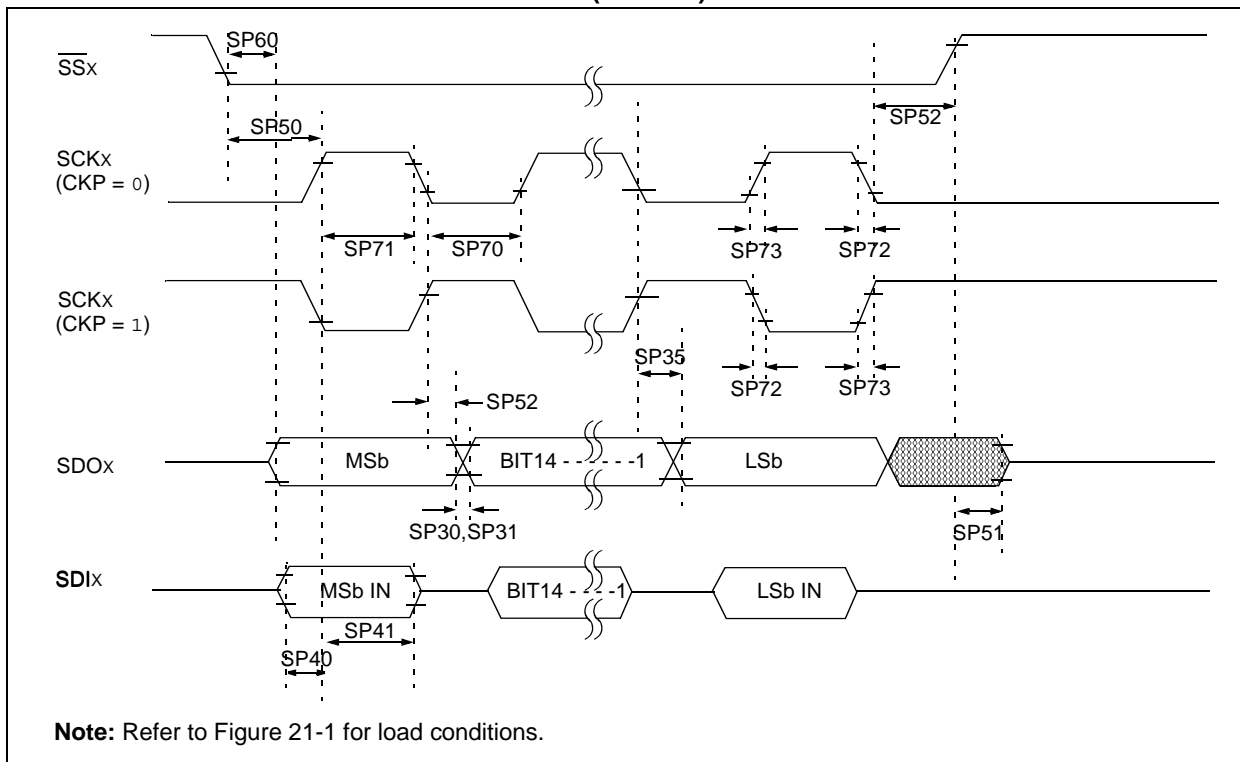 SP60
SSX
SP50
SP52
SCKX
(CKP = 0)
SP71
SP70
SP73
SP72
SCKX
(CKP = 1)
SP35
SP72
SP73
SP52
SDOX
MSb
BIT14 - - - - - -1
LSb
SP30,SP31
SP51
SDIX
MSb IN
BIT14 - - - -1
LSb IN
SP41
SP40
Note: Refer to Figure 21-1 for load conditions.